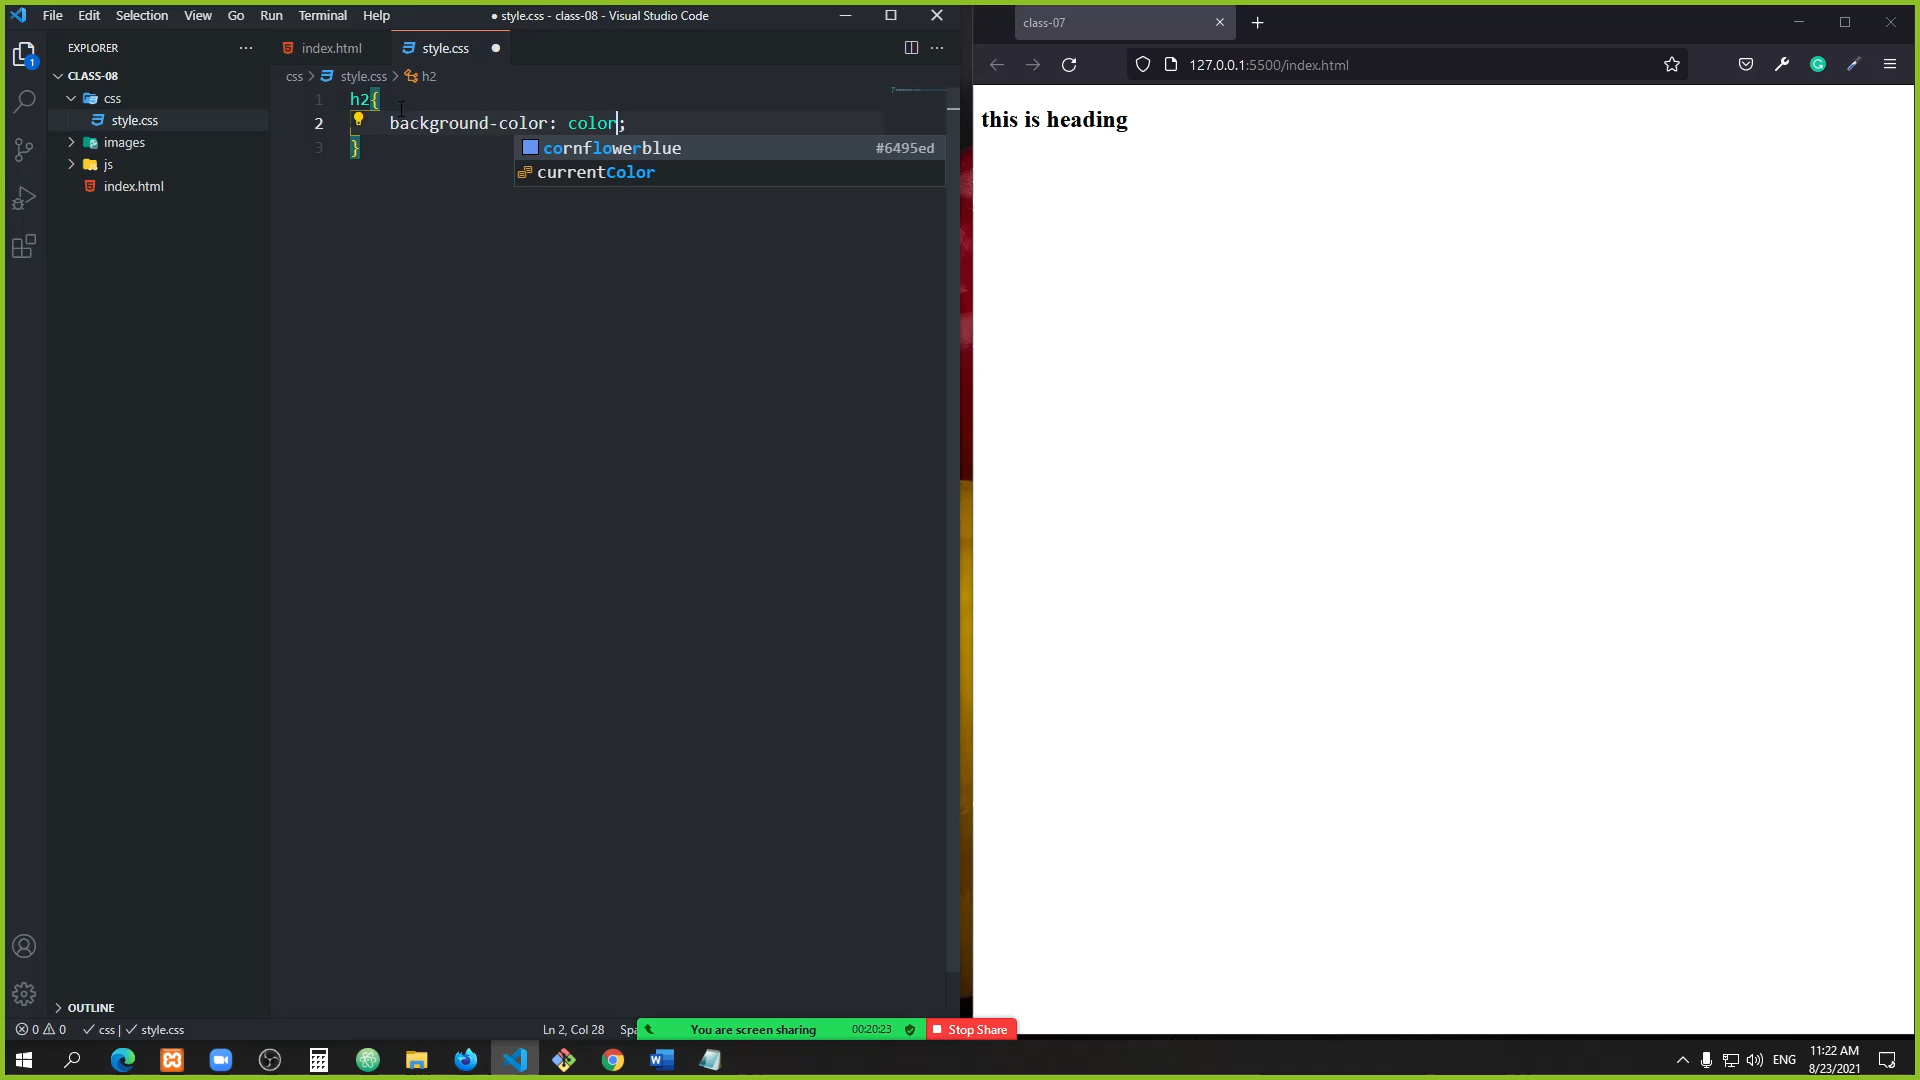 File Edit Selection View Go Run Terminal Help
● style.css - class-08 - Visual Studio Code
EXPLORER
CLASS-08
css
style.css
images
js
index.html
OUTLINE
index.html
style.css
css > style.css > h2
1 h2{
2 background-color: color;
3 }
cornflowerblue #6495ed
currentColor
1
0 0 css | style.css
Ln 2, Col 28
Spa
You are screen sharing 00:20:23
Stop Share
class-07
127.0.0.1:5500/index.html
this is heading
ENG
11:22 AM
8/23/2021